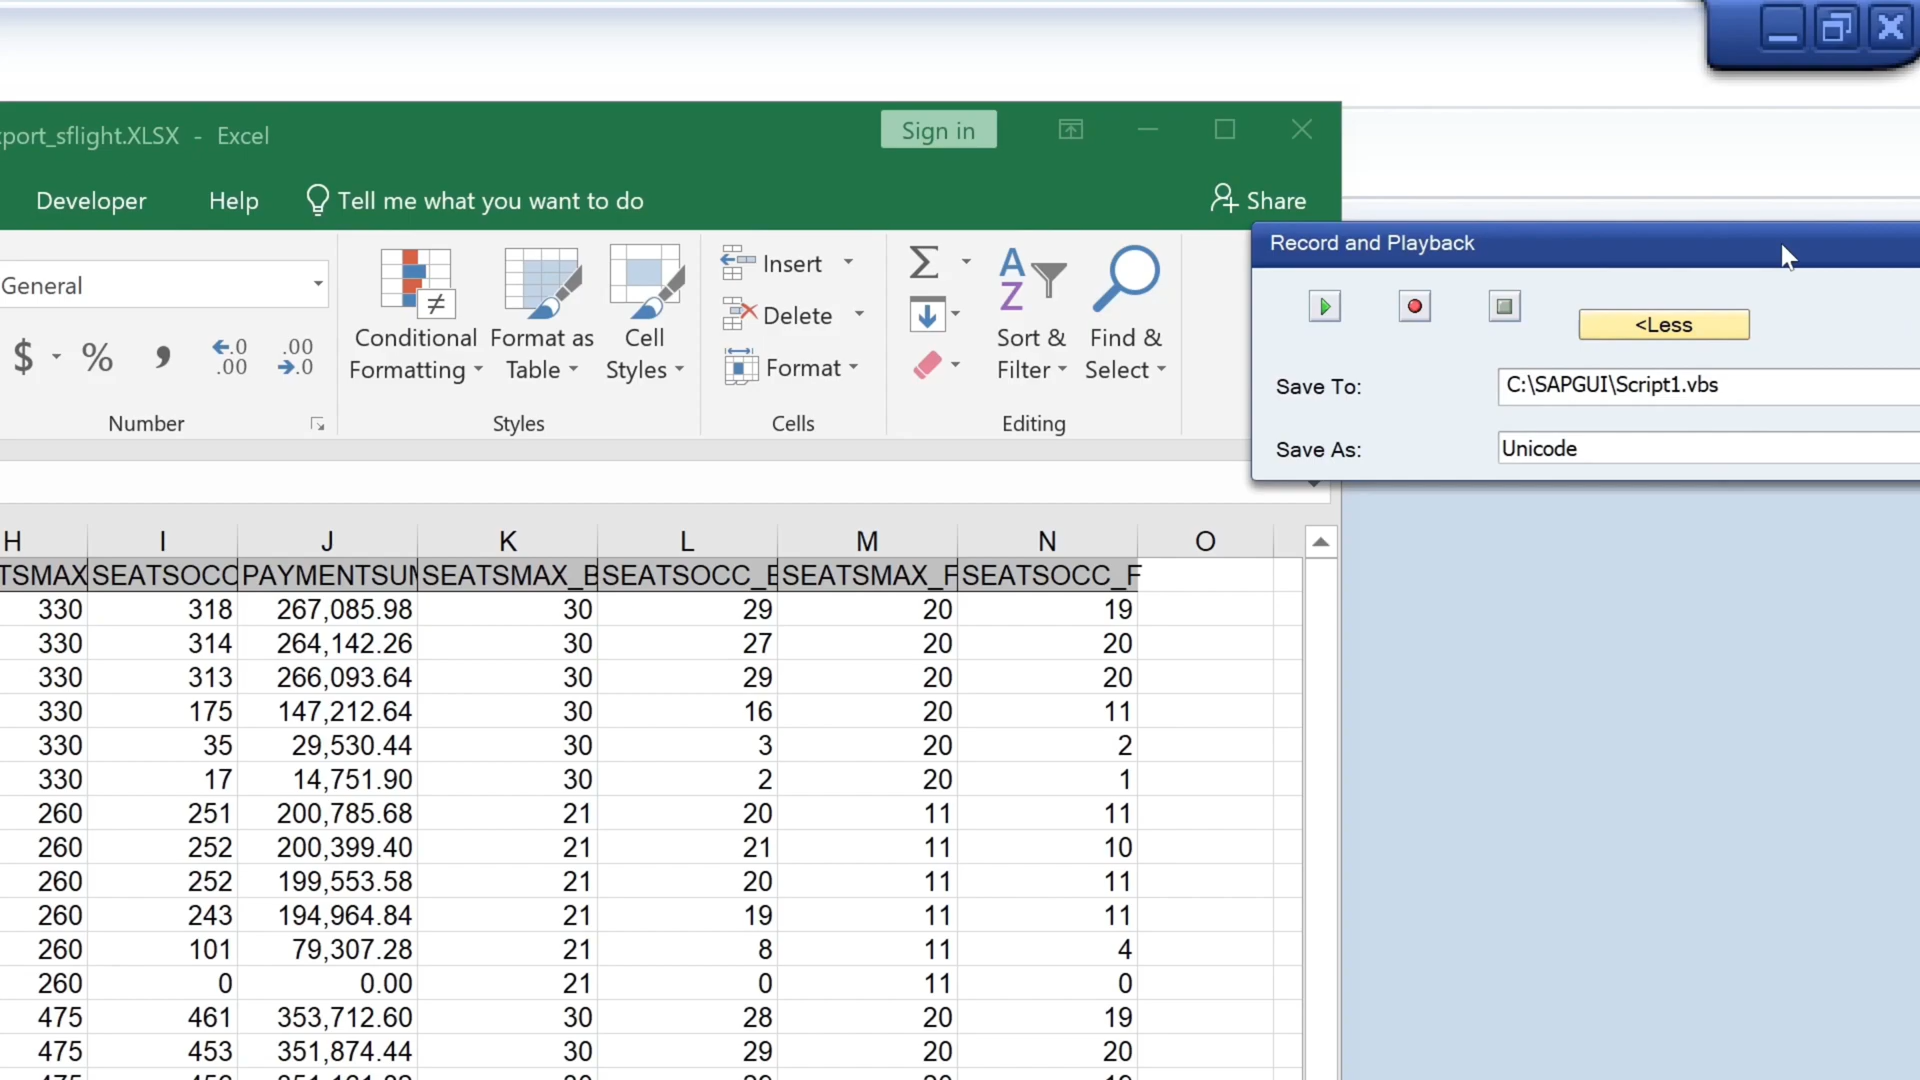 port_sflight.XLSX - Excel
Sign in
Developer Help Tell me what you want to do
Share
Record and Playback
<Less
Save To: C:\SAPGUI\Script1.vbs
Save As: Unicode
General
$ % , .0 .00 .00 .0
Number
Conditional Formatting
Format as Table
Cell Styles
Styles
Insert
Delete
Format
Cells
Sort & Filter
Find & Select
Editing
H I J K L M N O
TSMAX SEATSOCC PAYMENTSUM SEATSMAX_B SEATSOCC_B SEATSMAX_F SEATSOCC_F
330 318 267,085.98 30 29 20 19
330 314 264,142.26 30 27 20 20
330 313 266,093.64 30 29 20 20
330 175 147,212.64 30 16 20 11
330 35 29,530.44 30 3 20 2
330 17 14,751.90 30 2 20 1
260 251 200,785.68 21 20 11 11
260 252 200,399.40 21 21 11 10
260 252 199,553.58 21 20 11 11
260 243 194,964.84 21 19 11 11
260 101 79,307.28 21 8 11 4
260 0 0.00 21 0 11 0
475 461 353,712.60 30 28 20 19
475 453 351,874.44 30 29 20 20